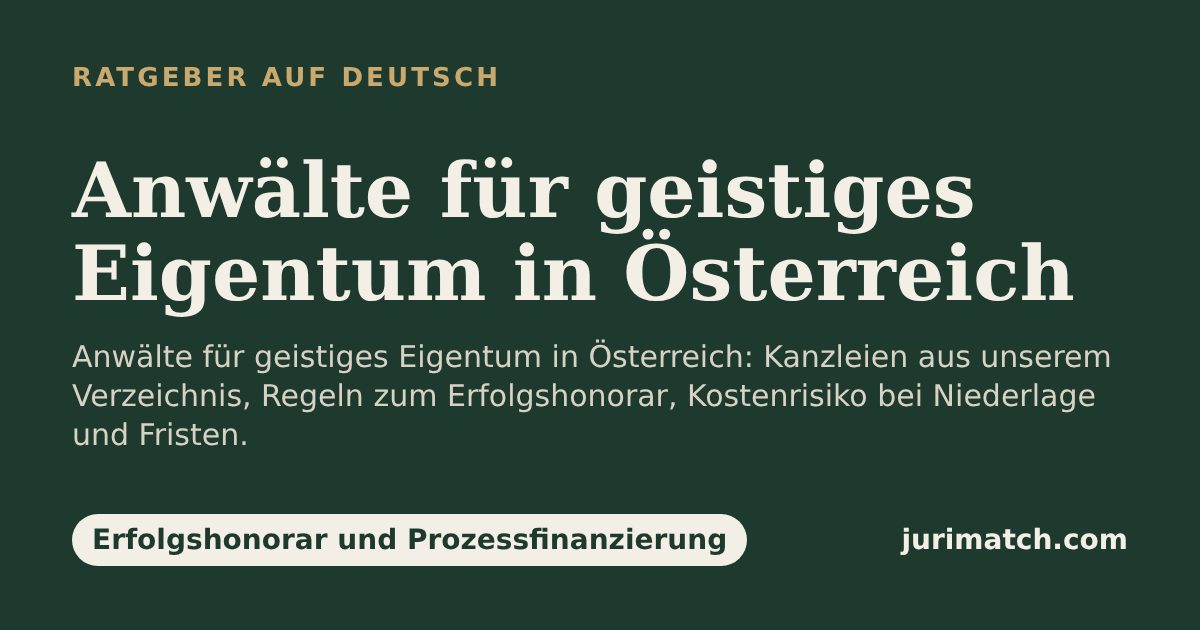 RATGEBER AUF DEUTSCH
Anwälte für geistiges
Eigentum in Österreich
Anwälte für geistiges Eigentum in Österreich: Kanzleien aus unserem
Verzeichnis, Regeln zum Erfolgshonorar, Kostenrisiko bei Niederlage
und Fristen.
Erfolgshonorar und Prozessfinanzierung
jurimatch.com